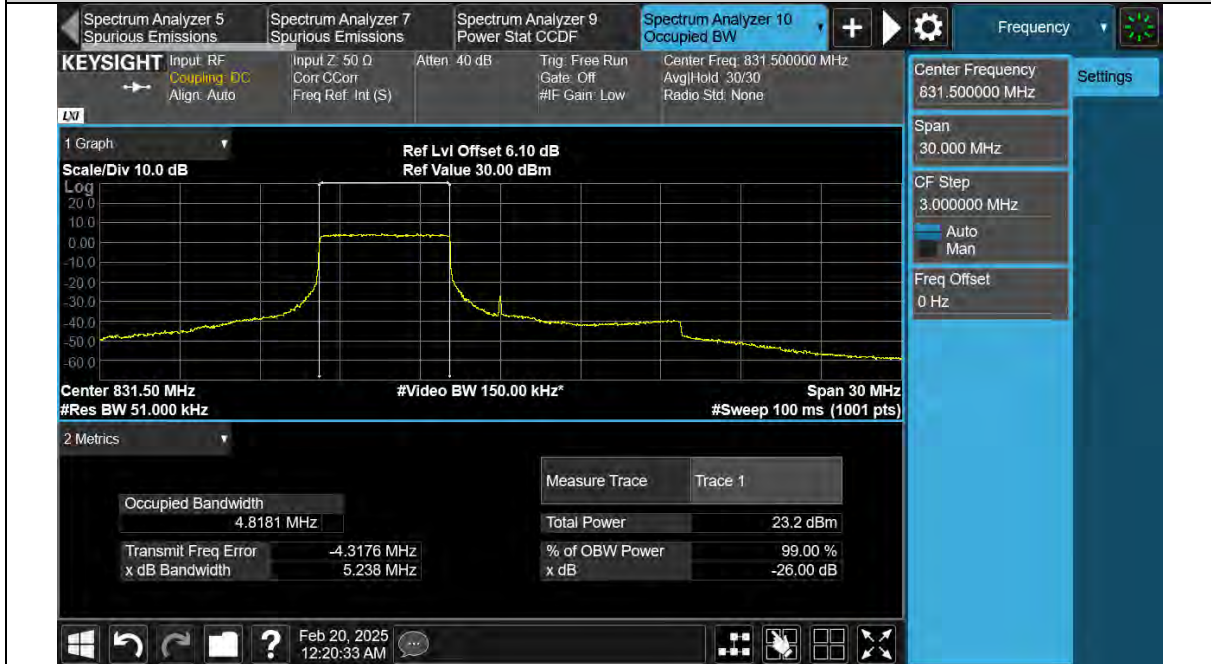 Spectrum Analyzer 5 Spectrum Analyzer 7 Spectrum Analyzer 9 Spectrum Analyzer 10
Spurious Emissions Spurious Emissions Power Stat CCDF Occupied BW
Frequency
KEYSIGHT Input: RF Input Z: 50 Ω Atten: 40 dB Trig: Free Run Center Freq: 831.500000 MHz
Coupling: DC Corr CCorr Gate: Off Avg|Hold: 30/30
Align: Auto Freq Ref: Int (S) #IF Gain: Low Radio Std: None
LXI
Center Frequency
831.500000 MHz
Settings
Span
30.000 MHz
CF Step
3.000000 MHz
Auto
Man
Freq Offset
0 Hz
1 Graph
Scale/Div 10.0 dB
Ref Lvl Offset 6.10 dB
Ref Value 30.00 dBm
Log
20.0
10.0
0.00
-10.0
-20.0
-30.0
-40.0
-50.0
-60.0
Center 831.50 MHz #Video BW 150.00 kHz* Span 30 MHz
#Res BW 51.000 kHz #Sweep 100 ms (1001 pts)
2 Metrics
Measure Trace Trace 1
Occupied Bandwidth
4.8181 MHz Total Power 23.2 dBm
Transmit Freq Error -4.3176 MHz % of OBW Power 99.00 %
x dB Bandwidth 5.238 MHz x dB -26.00 dB
Feb 20, 2025
12:20:33 AM